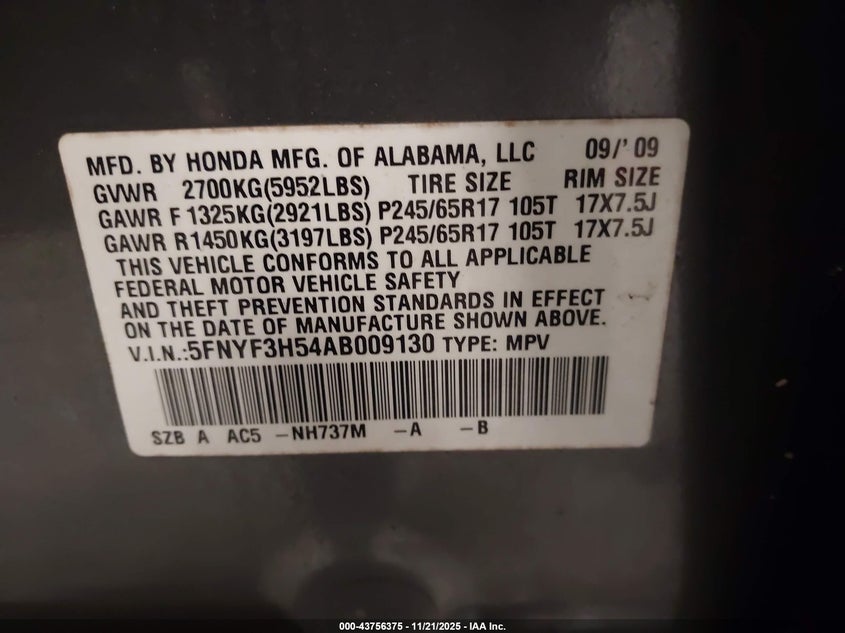 MFD. BY HONDA MFG. OF ALABAMA, LLC 09/'09
GVWR 2700KG(5952LBS) TIRE SIZE RIM SIZE
GAWR F 1325KG(2921LBS) P245/65R17 105T 17X7.5J
GAWR R1450KG(3197LBS) P245/65R17 105T 17X7.5J
THIS VEHICLE CONFORMS TO ALL APPLICABLE
FEDERAL MOTOR VEHICLE SAFETY
AND THEFT PREVENTION STANDARDS IN EFFECT
ON THE DATE OF MANUFACTURE SHOWN ABOVE.
V.I.N.:5FNYF3H54AB009130 TYPE: MPV
SZB A AC5 -NH737M -A -B
000-43756375 - 11/21/2025 - IAA Inc.